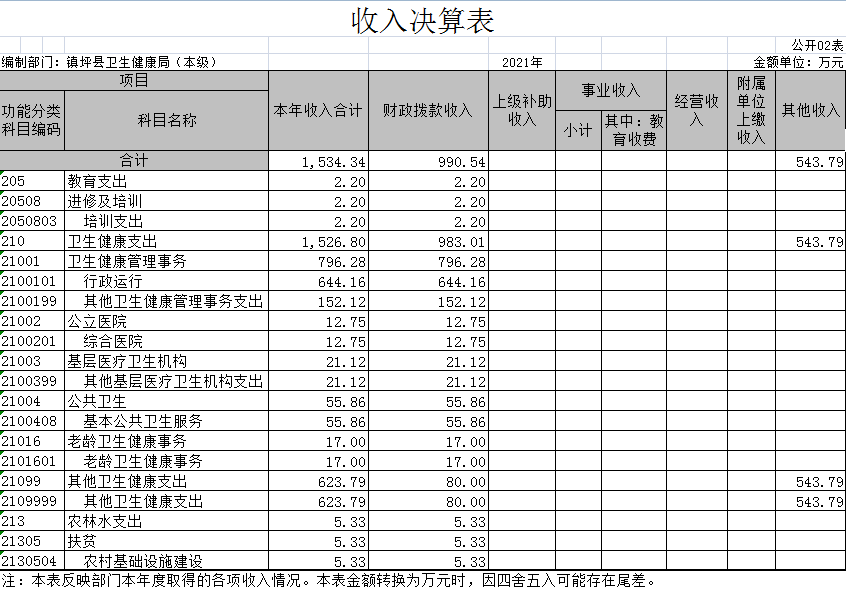 收入决算表
公开02表
编制部门：镇坪县卫生健康局（本级） 2021年 金额单位：万元
项目 本年收入合计 财政拨款收入 上级补助收入 事业收入 经营收入 附属单位上缴收入 其他收入
功能分类科目编码 科目名称 小计 其中：教育收费
合计 1,534.34 990.54 543.79
205 教育支出 2.20 2.20
20508 进修及培训 2.20 2.20
2050803 培训支出 2.20 2.20
210 卫生健康支出 1,526.80 983.01 543.79
21001 卫生健康管理事务 796.28 796.28
2100101 行政运行 644.16 644.16
2100199 其他卫生健康管理事务支出 152.12 152.12
21002 公立医院 12.75 12.75
2100201 综合医院 12.75 12.75
21003 基层医疗卫生机构 21.12 21.12
2100399 其他基层医疗卫生机构支出 21.12 21.12
21004 公共卫生 55.86 55.86
2100408 基本公共卫生服务 55.86 55.86
21016 老龄卫生健康事务 17.00 17.00
2101601 老龄卫生健康事务 17.00 17.00
21099 其他卫生健康支出 623.79 80.00 543.79
2109999 其他卫生健康支出 623.79 80.00 543.79
213 农林水支出 5.33 5.33
21305 扶贫 5.33 5.33
2130504 农村基础设施建设 5.33 5.33
注：本表反映部门本年度取得的各项收入情况。本表金额转换为万元时，因四舍五入可能存在尾差。